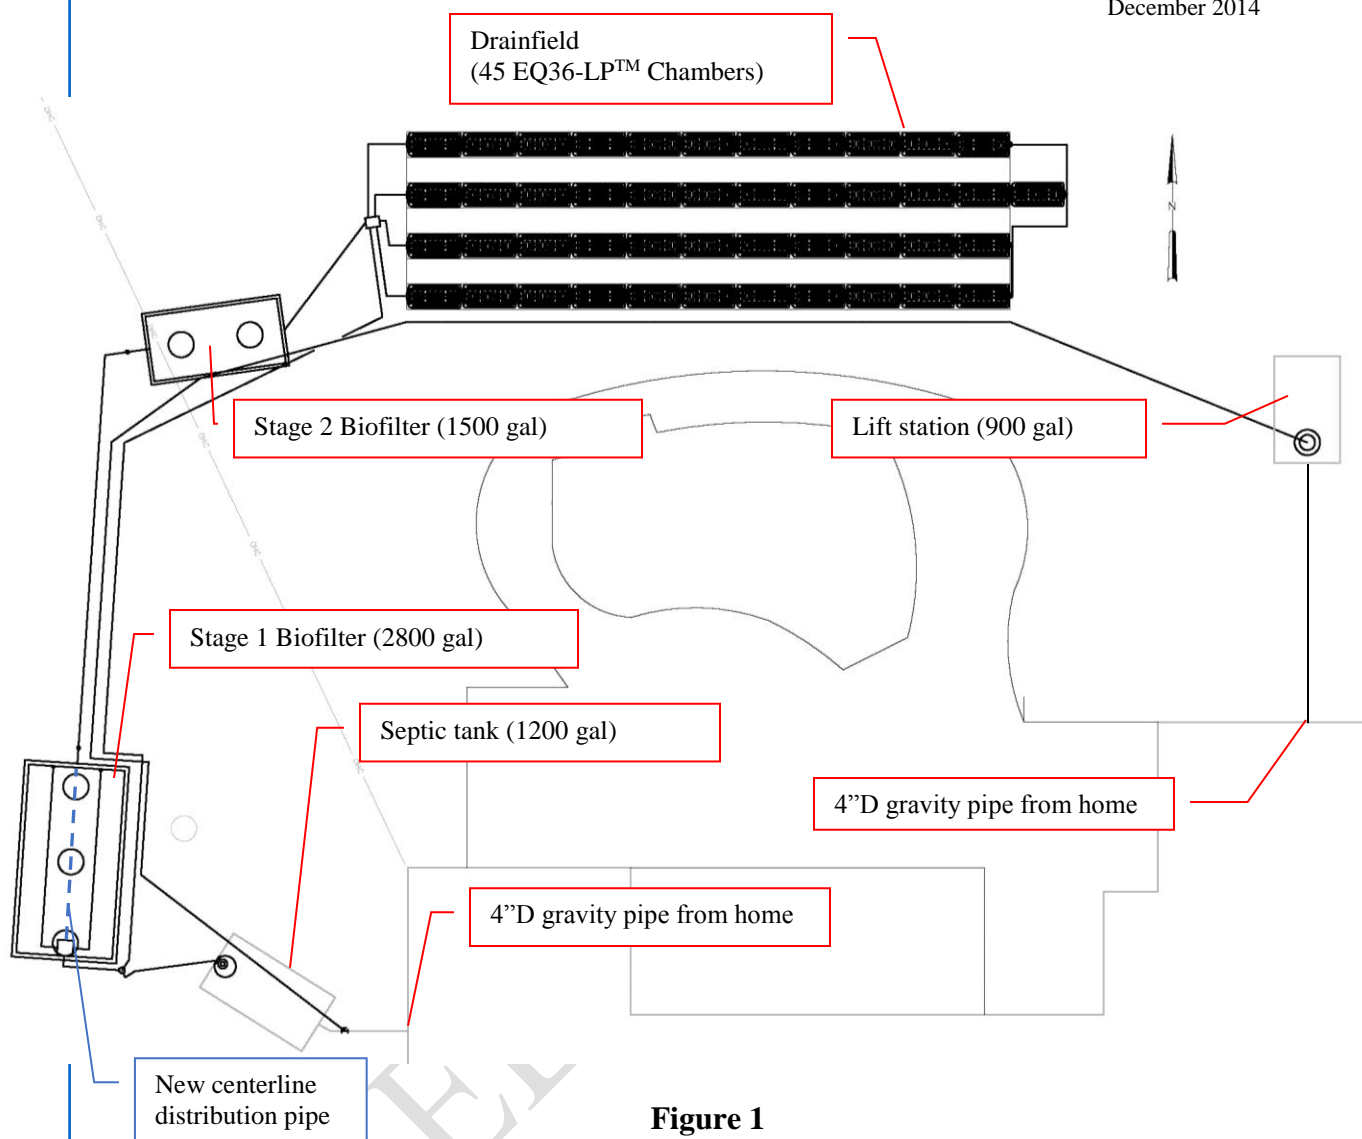 December 2014
Drainfield
(45 EQ36-LP™ Chambers)
N
Stage 2 Biofilter (1500 gal)
Lift station (900 gal)
Stage 1 Biofilter (2800 gal)
Septic tank (1200 gal)
4”D gravity pipe from home
4”D gravity pipe from home
New centerline
distribution pipe
Figure 1